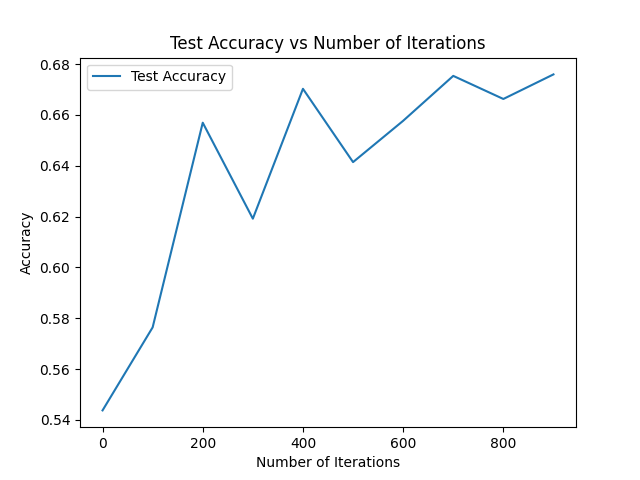 Test Accuracy vs Number of Iterations
Test Accuracy
0.68
0.66
0.64
0.62
0.60
0.58
0.56
0.54
Accuracy
0 200 400 600 800
Number of Iterations